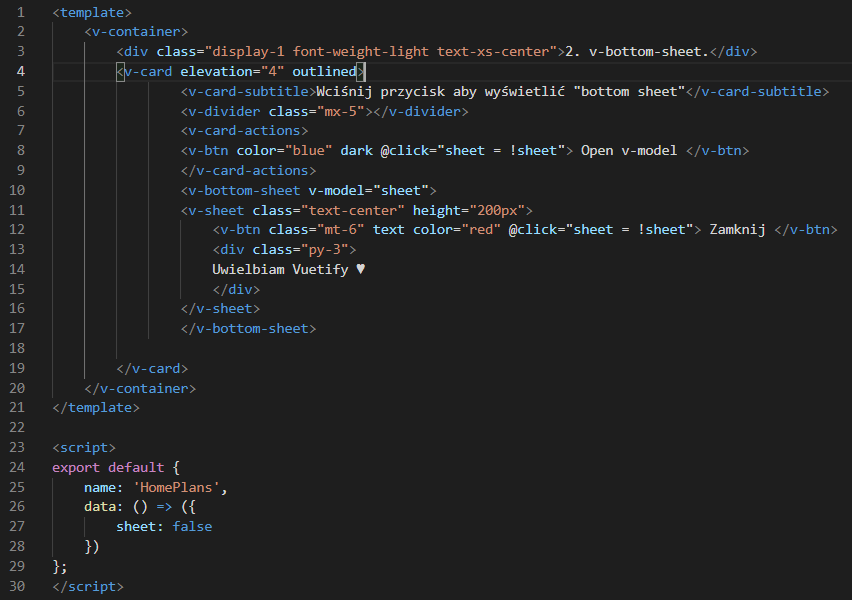 1 <template>
2 <v-container>
3 <div class="display-1 font-weight-light text-xs-center">2. v-bottom-sheet.</div>
4 <v-card elevation="4" outlined>
5 <v-card-subtitle>Wciśnij przycisk aby wyświetlić "bottom sheet"</v-card-subtitle>
6 <v-divider class="mx-5"></v-divider>
7 <v-card-actions>
8 <v-btn color="blue" dark @click="sheet = !sheet"> Open v-model </v-btn>
9 </v-card-actions>
10 <v-bottom-sheet v-model="sheet">
11 <v-sheet class="text-center" height="200px">
12 <v-btn class="mt-6" text color="red" @click="sheet = !sheet"> Zamknij </v-btn>
13 <div class="py-3">
14 Uwielbiam Vuetify ♥
15 </div>
16 </v-sheet>
17 </v-bottom-sheet>
18
19 </v-card>
20 </v-container>
21 </template>
22
23 <script>
24 export default {
25 name: 'HomePlans',
26 data: () => ({
27 sheet: false
28 })
29 };
30 </script>